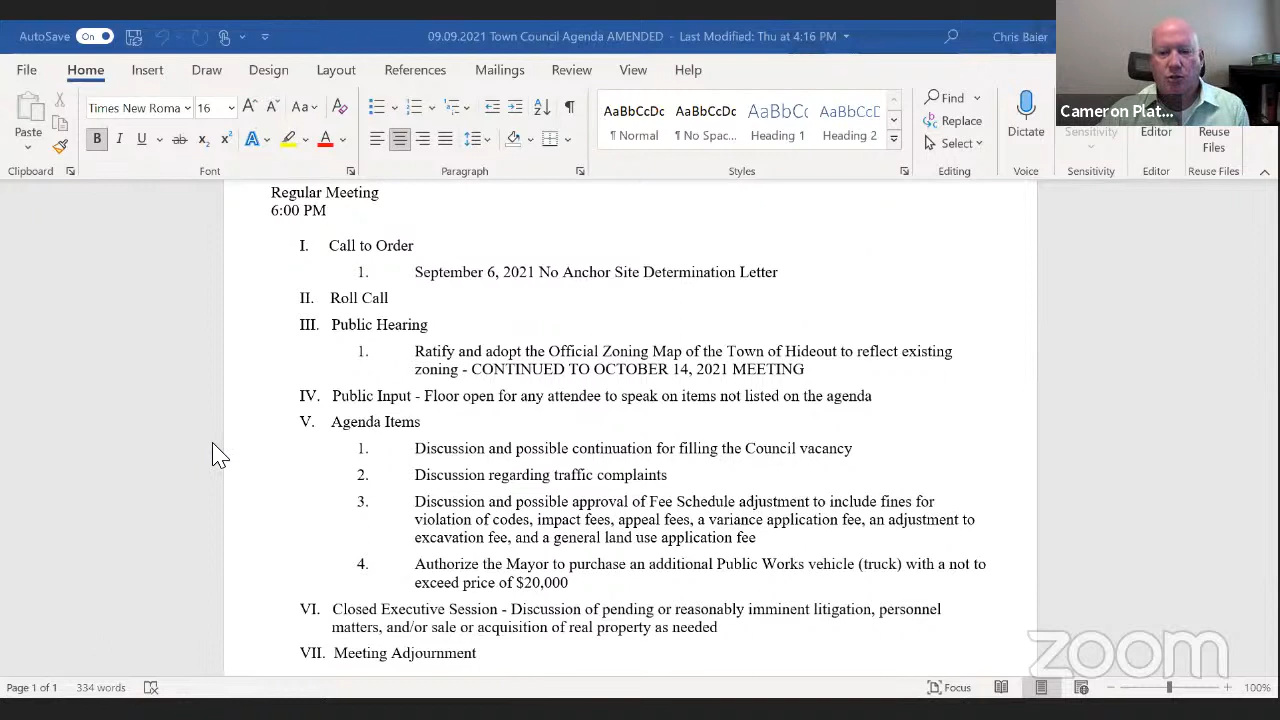 AutoSave On 09.09.2021 Town Council Agenda AMENDED - Last Modified: Thu at 4:16 PM Chris Baier
File Home Insert Draw Design Layout References Mailings Review View Help
Cameron Plat...
Times New Roma 16 Aa
AaBbCcDc AaBbCcDc AaBbCc AaBbCcD
Find
Replace
Select
Paste
Dictate Sensitivity Editor Reuse Files
¶ Normal ¶ No Spac... Heading 1 Heading 2
B I U ab x₂ x² A A
Clipboard Font Paragraph Styles Editing Voice Sensitivity Editor Reuse Files
Regular Meeting
6:00 PM
I. Call to Order
1. September 6, 2021 No Anchor Site Determination Letter
II. Roll Call
III. Public Hearing
1. Ratify and adopt the Official Zoning Map of the Town of Hideout to reflect existing
zoning - CONTINUED TO OCTOBER 14, 2021 MEETING
IV. Public Input - Floor open for any attendee to speak on items not listed on the agenda
V. Agenda Items
1. Discussion and possible continuation for filling the Council vacancy
2. Discussion regarding traffic complaints
3. Discussion and possible approval of Fee Schedule adjustment to include fines for
violation of codes, impact fees, appeal fees, a variance application fee, an adjustment to
excavation fee, and a general land use application fee
4. Authorize the Mayor to purchase an additional Public Works vehicle (truck) with a not to
exceed price of $20,000
VI. Closed Executive Session - Discussion of pending or reasonably imminent litigation, personnel
matters, and/or sale or acquisition of real property as needed
VII. Meeting Adjournment
zoom
Page 1 of 1 334 words Focus 100%